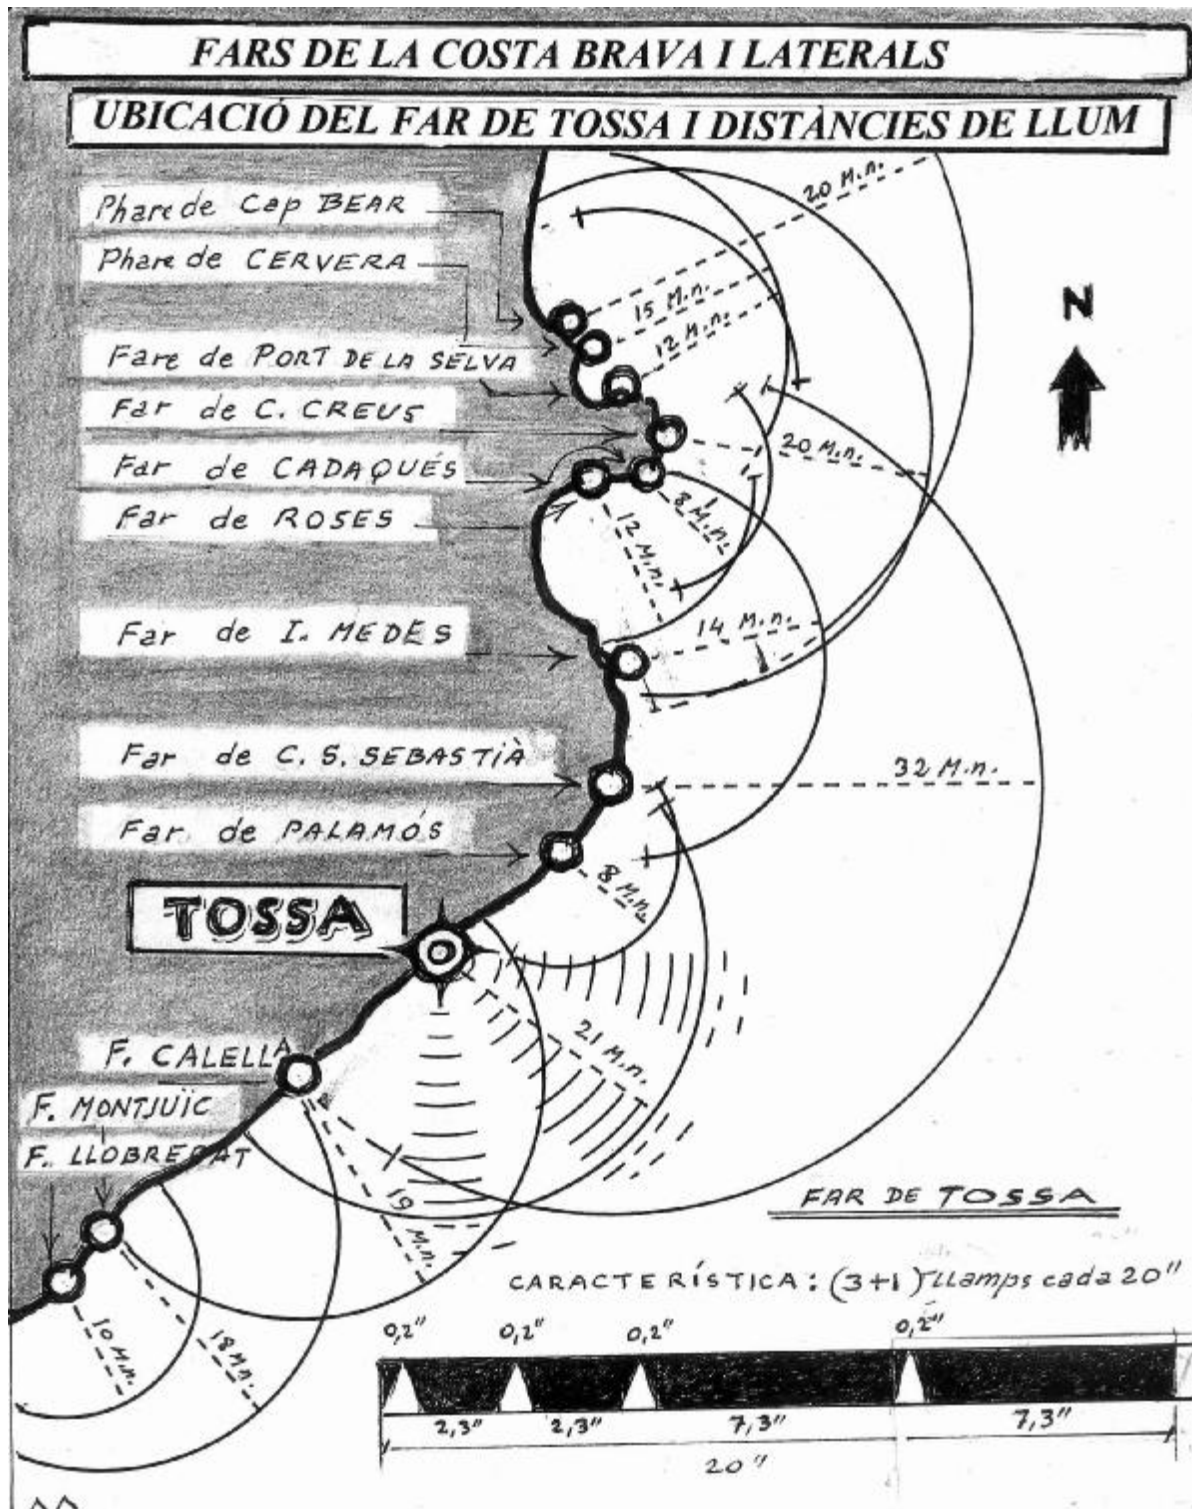 FARS DE LA COSTA BRAVA I LATERALS
UBICACIÓ DEL FAR DE TOSSA I DISTÀNCIES DE LLUM
Phare de Cap BEAR
Phare de CERVERA
Fare de PORT DE LA SELVA
Far de C. CREUS
Far de CADAQUÉS
Far de ROSES
Far de I. MEDES
Far de C. S. SEBASTIÀ
Far de PALAMÓS
TOSSA
F. CALELLA
F. MONTJUÏC
F. LLOBREGAT
20 M.n.
15 M.n.
12 M.n.
N
20 M.n.
8 M.n.
12 M.n.
14 M.n.
32 M.n.
8 M.n.
21 M.n.
19 M.n.
18 M.n.
10 M.n.
FAR DE TOSSA
CARACTERÍSTICA: (3+1) Llamps cada 20"
0,2" 0,2" 0,2" 0,2"
2,3" 2,3" 7,3" 7,3"
20"